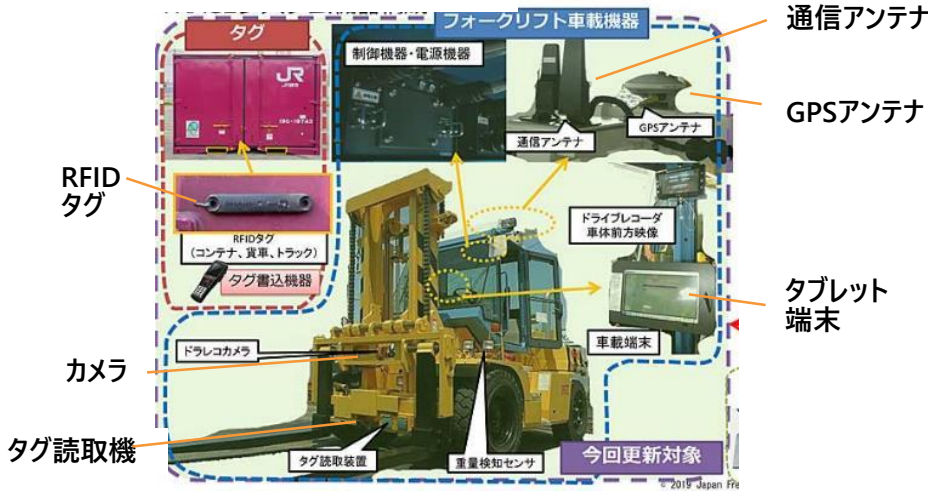 タグ
フォークリフト車載機器
通信アンテナ
制御機器・電源機器
JR
GPSアンテナ
通信アンテナ
GPSアンテナ
RFID
タグ
ドライブレコーダ
車体前方映像
RFIDタグ
(コンテナ、貨車、トラック)
タグ書込機器
タブレット
端末
ドラレコカメラ
車載端末
カメラ
タグ読取機
タグ読取装置
重量検知センサ
今回更新対象
© 2019 Japan Fre